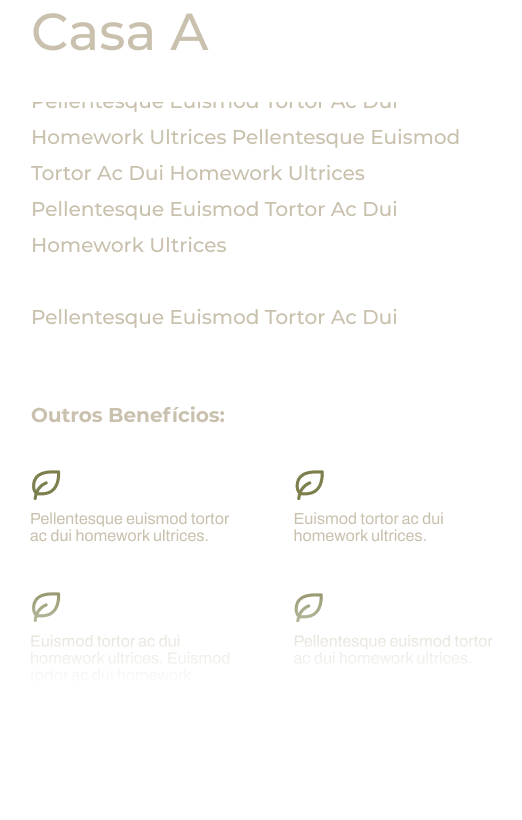 Casa A
Pellentesque Euismod Tortor Ac Dui
Homework Ultrices Pellentesque Euismod
Tortor Ac Dui Homework Ultrices
Pellentesque Euismod Tortor Ac Dui
Homework Ultrices
Pellentesque Euismod Tortor Ac Dui
Outros Benefícios:
Pellentesque euismod tortor
ac dui homework ultrices.
Euismod tortor ac dui
homework ultrices.
Euismod tortor ac dui
homework ultrices. Euismod
tortor ac dui homework
Pellentesque euismod tortor
ac dui homework ultrices.